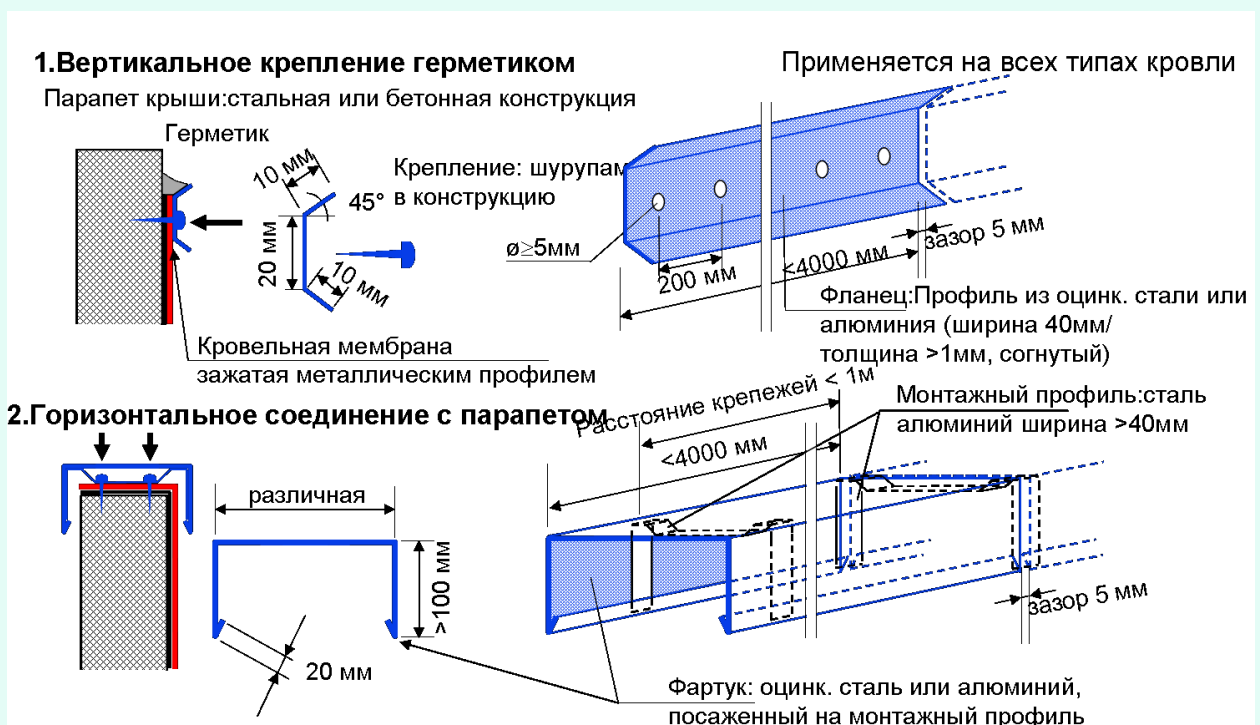 1.Вертикальное крепление герметиком
Применяется на всех типах кровли
Парапет крыши:стальная или бетонная конструкция
Герметик
10 мм
Крепление: шурупам
в конструкцию
45°
20 мм
10 мм
ø≥5мм
200 мм
<4000 мм
зазор 5 мм
Фланец:Профиль из оцинк. стали или
алюминия (ширина 40мм/
толщина >1мм, согнутый)
Кровельная мембрана
зажатая металлическим профилем
2.Горизонтальное соединение с парапетом
Расстояние крепежей < 1м
<4000 мм
Монтажный профиль:сталь
алюминий ширина >40мм
различная
>100 мм
20 мм
зазор 5 мм
Фартук: оцинк. сталь или алюминий,
посаженный на монтажный профиль